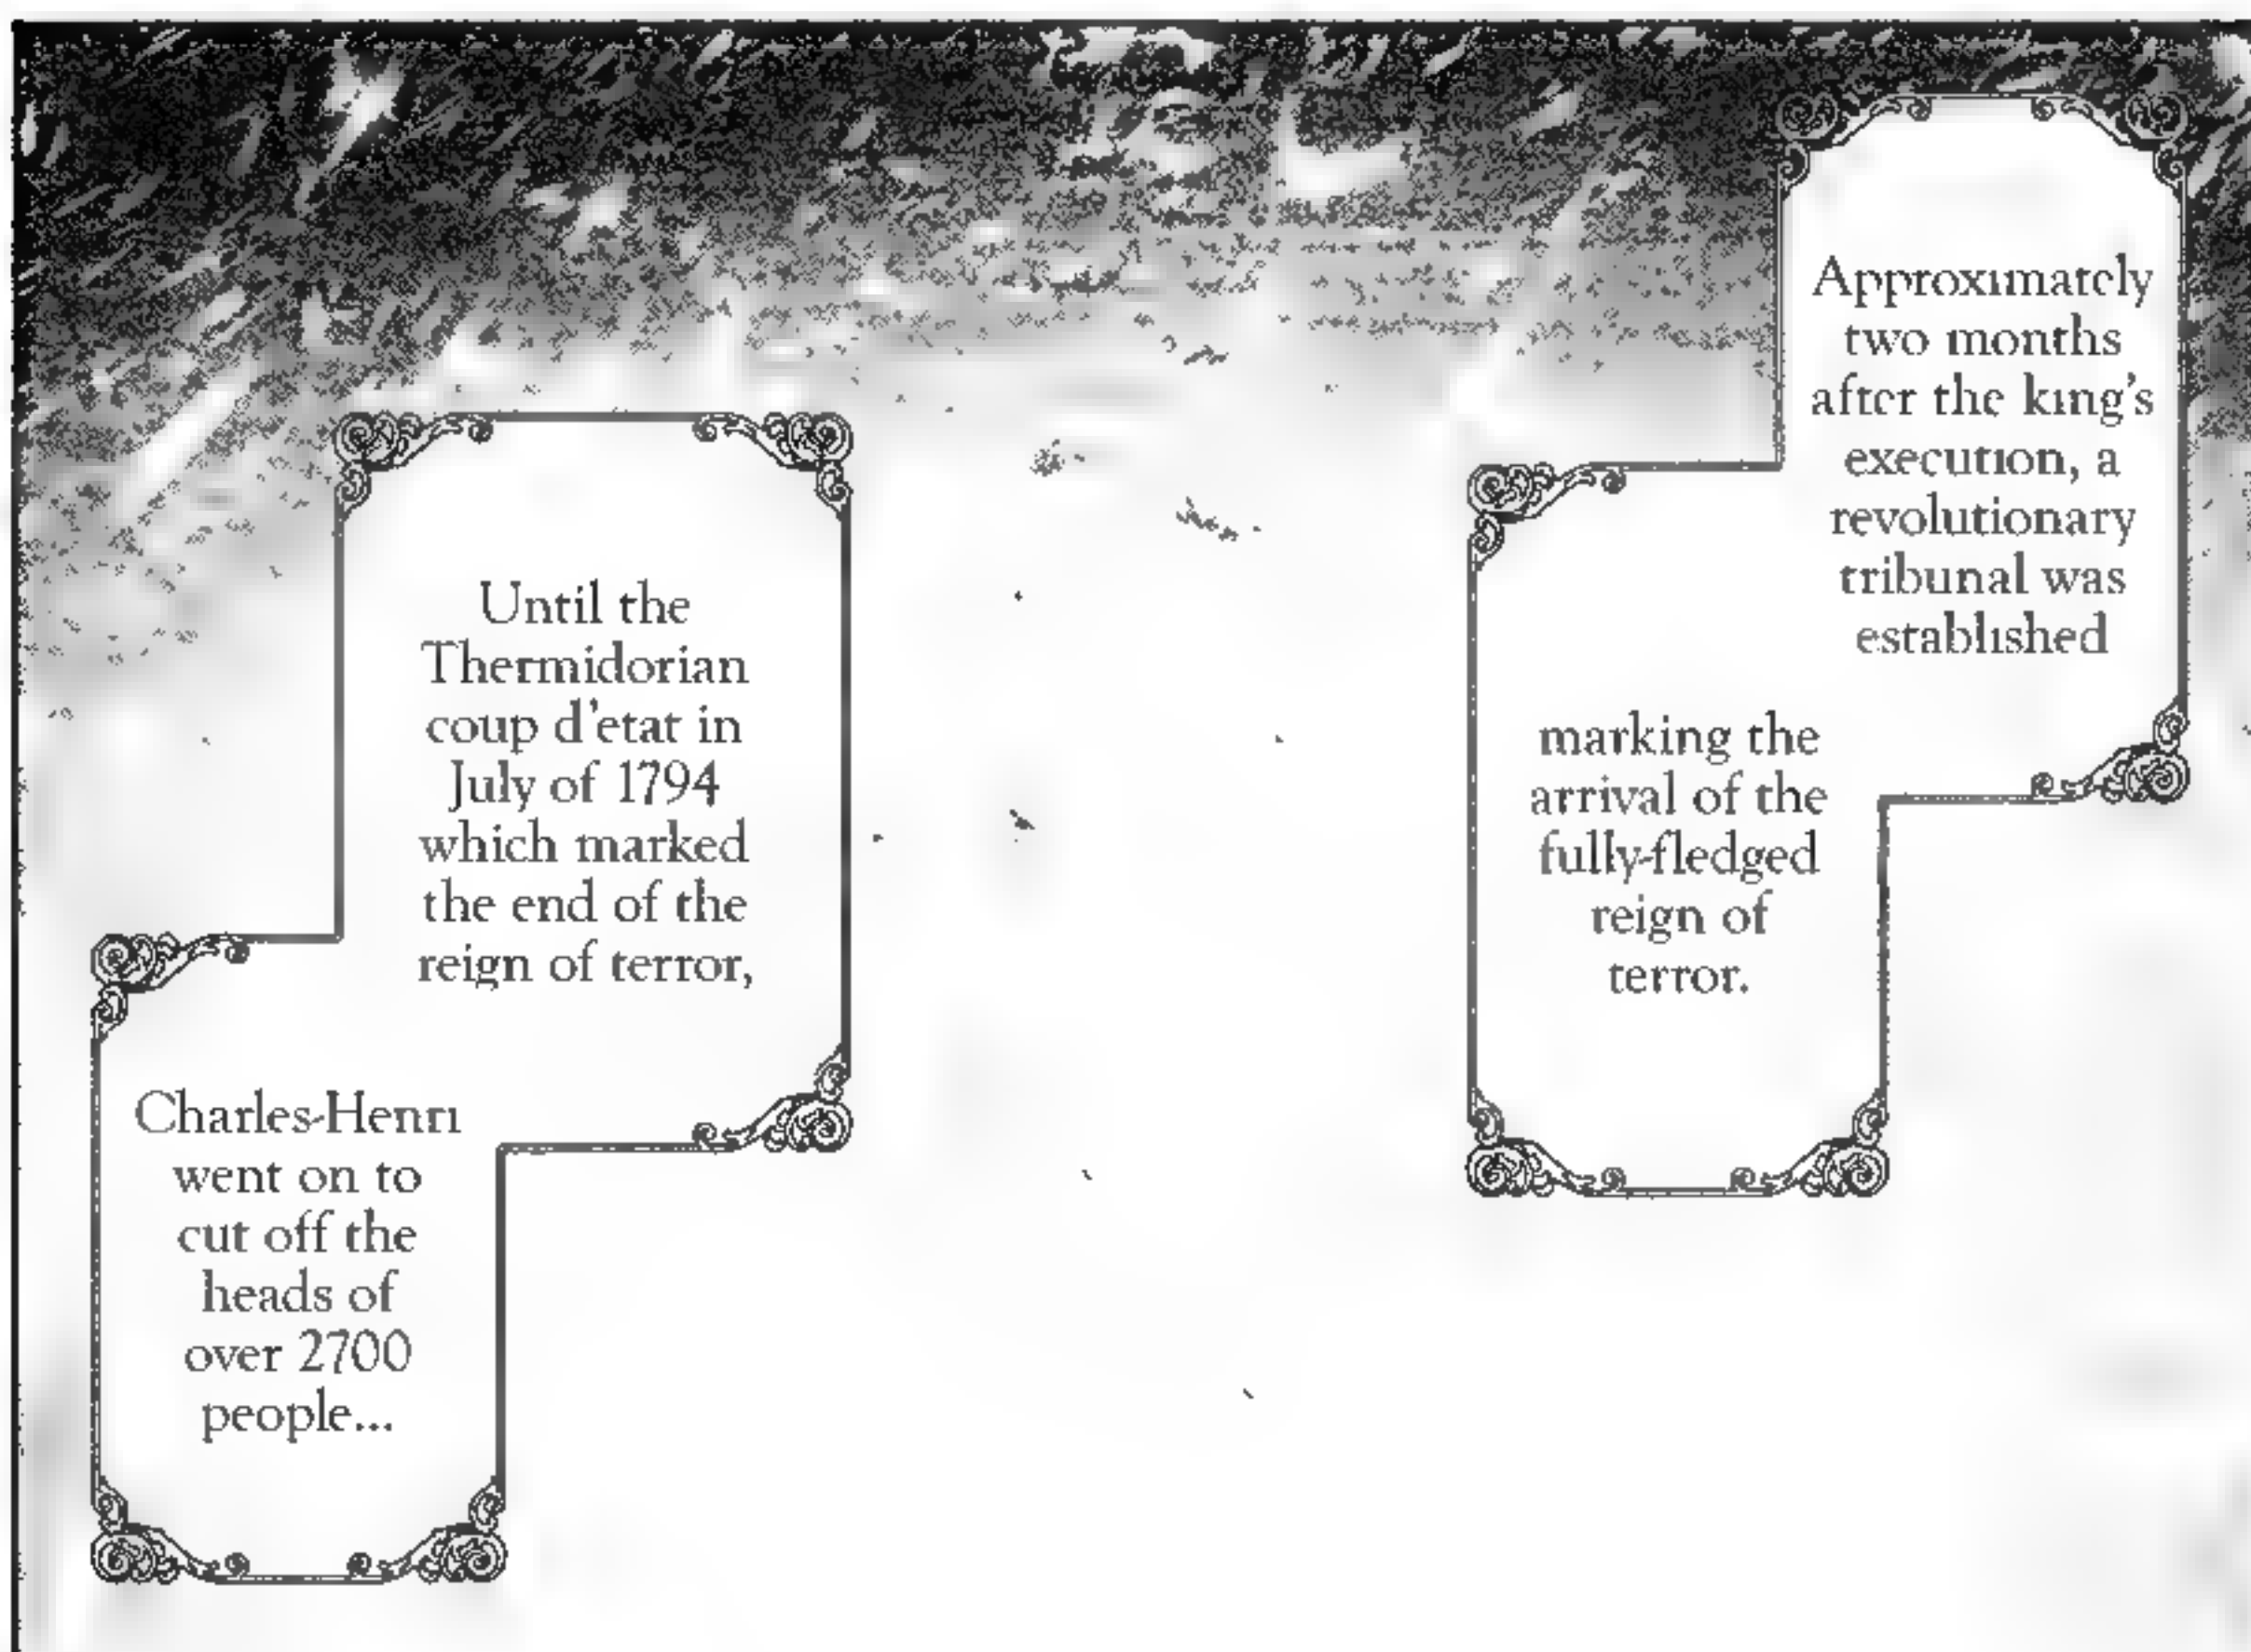 Approximately
two months
after the king's
execution, a
revolutionary
tribunal was
established
marking the
arrival of the
fully-fledged
reign of
terror.
Until the
Thermidorian
coup d'etat in
July of 1794
which marked
the end of the
reign of terror,
Charles-Henri
went on to
cut off the
heads of
over 2700
people...